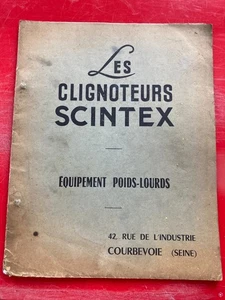 LES
CLIGNOTEURS
SCINTEX
EQUIPEMENT POIDS-LOURDS
42, RUE DE L'INDUSTRIE
COURBEVOIE (SEINE)